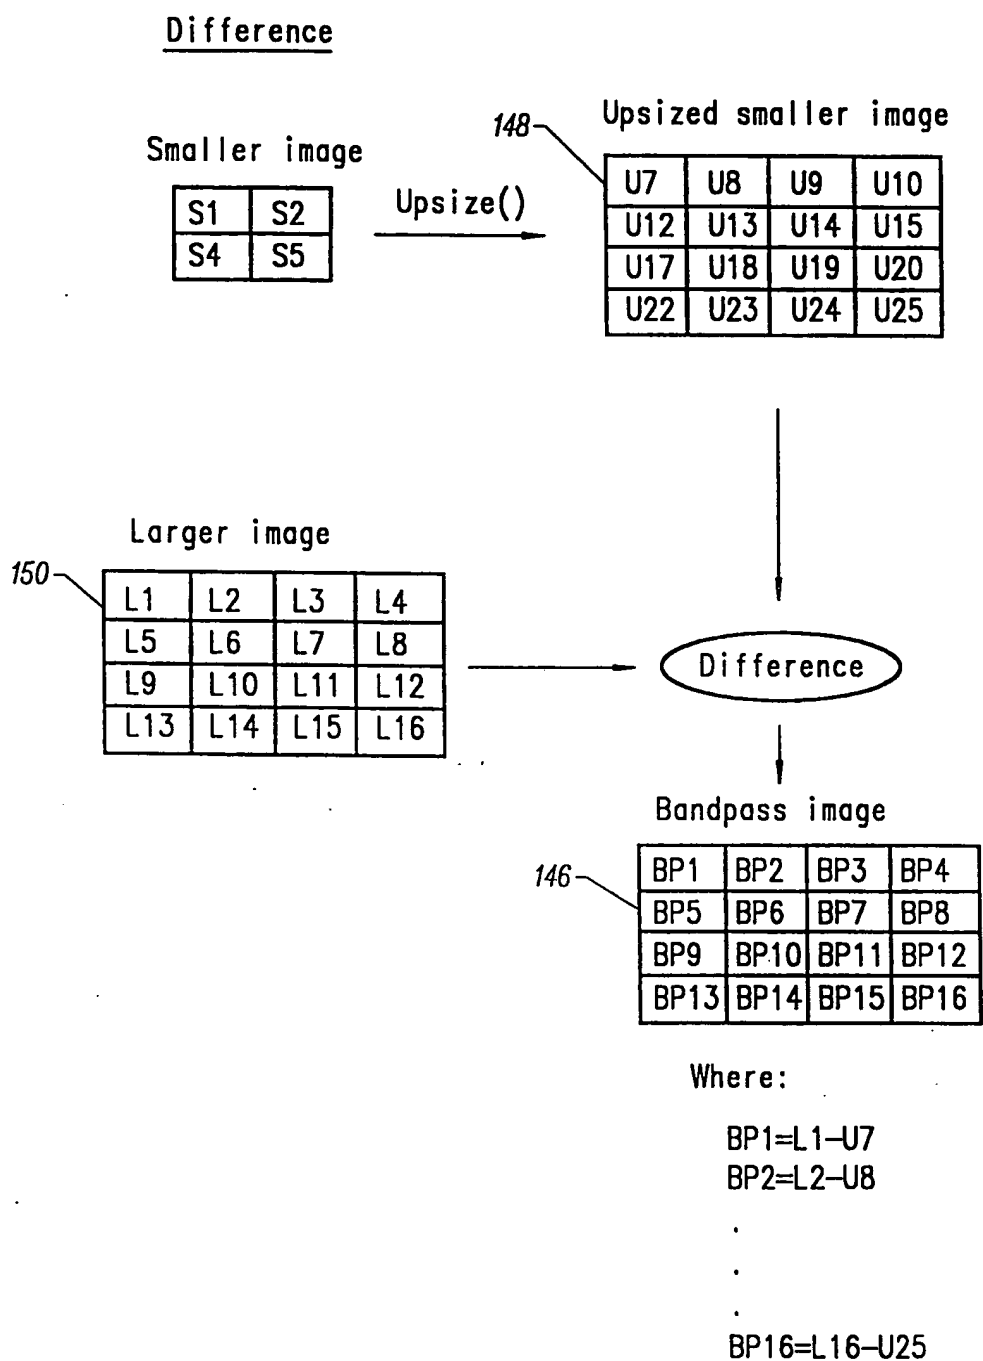 Difference
Smaller image
S1 S2
S4 S5
Upsize()
148
Upsized smaller image
U7 U8 U9 U10
U12 U13 U14 U15
U17 U18 U19 U20
U22 U23 U24 U25
Larger image
150
L1 L2 L3 L4
L5 L6 L7 L8
L9 L10 L11 L12
L13 L14 L15 L16
Difference
Bandpass image
146
BP1 BP2 BP3 BP4
BP5 BP6 BP7 BP8
BP9 BP10 BP11 BP12
BP13 BP14 BP15 BP16
Where:
BP1=L1-U7
BP2=L2-U8
.
.
.
BP16=L16-U25